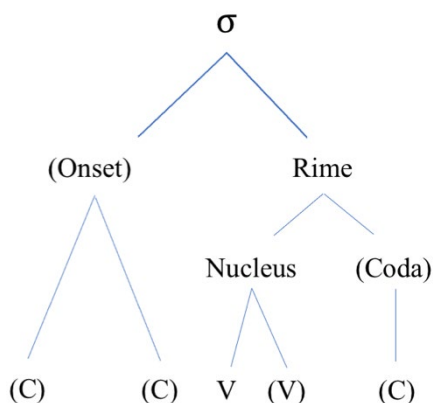 σ
(Onset) Rime
Nucleus (Coda)
(C) (C) V (V) (C)